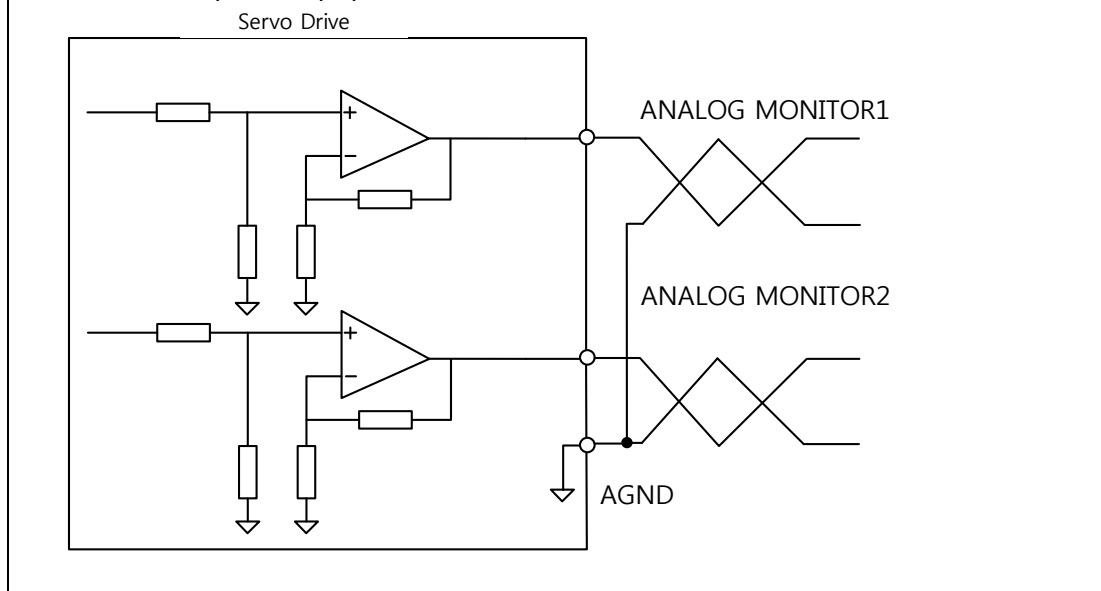 Servo Drive
ANALOG MONITOR1
+
−
ANALOG MONITOR2
+
−
AGND